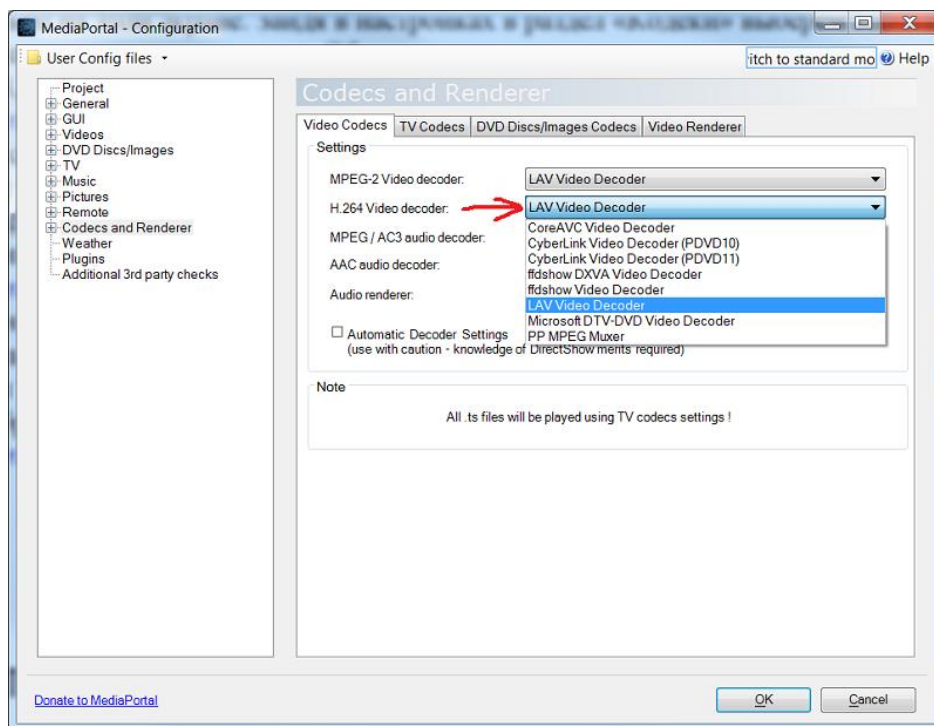 MediaPortal - Configuration
User Config files
itch to standard mo
Help
Project
General
GUI
Videos
DVD Discs/Images
TV
Music
Pictures
Remote
Codecs and Renderer
Weather
Plugins
Additional 3rd party checks
Codecs and Renderer
Video Codecs TV Codecs DVD Discs/Images Codecs Video Renderer
Settings
MPEG-2 Video decoder: LAV Video Decoder
H.264 Video decoder: LAV Video Decoder
CoreAVC Video Decoder
CyberLink Video Decoder (PDVD10)
CyberLink Video Decoder (PDVD11)
ffdshow DXVA Video Decoder
ffdshow Video Decoder
LAV Video Decoder
Microsoft DTV-DVD Video Decoder
PP MPEG Muxer
MPEG / AC3 audio decoder:
AAC audio decoder:
Audio renderer:
Automatic Decoder Settings
(use with caution - knowledge of DirectShow merits required)
Note
All .ts files will be played using TV codecs settings !
Donate to MediaPortal
OK
Cancel